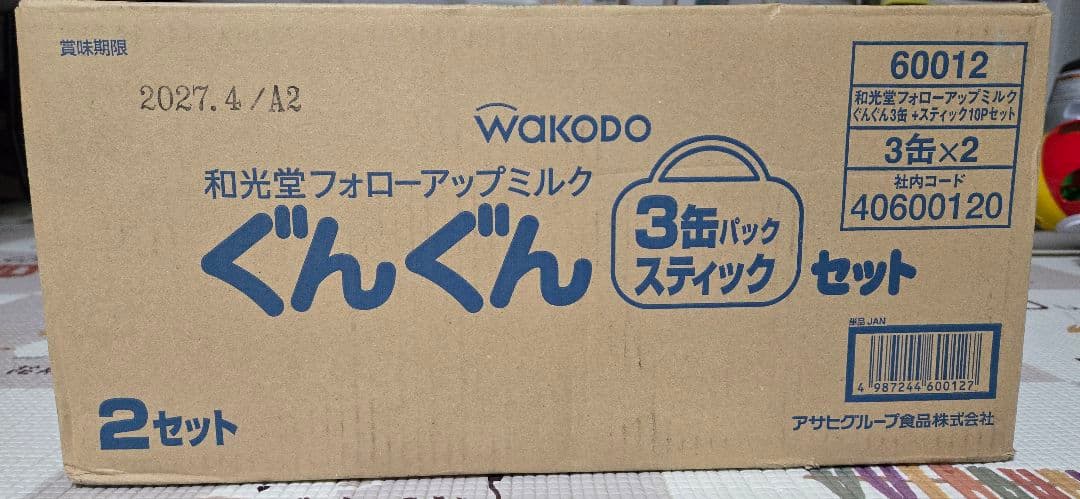 賞味期限
2027.4/A2
WAKODO
和光堂フォローアップミルク
ぐんぐん
3缶パック
スティック
セット
2セット
60012
和光堂フォローアップミルク
ぐんぐん3缶+スティック10Pセット
3缶×2
社内コード
40600120
単品JAN
4 987244 600127
アサヒグループ食品株式会社